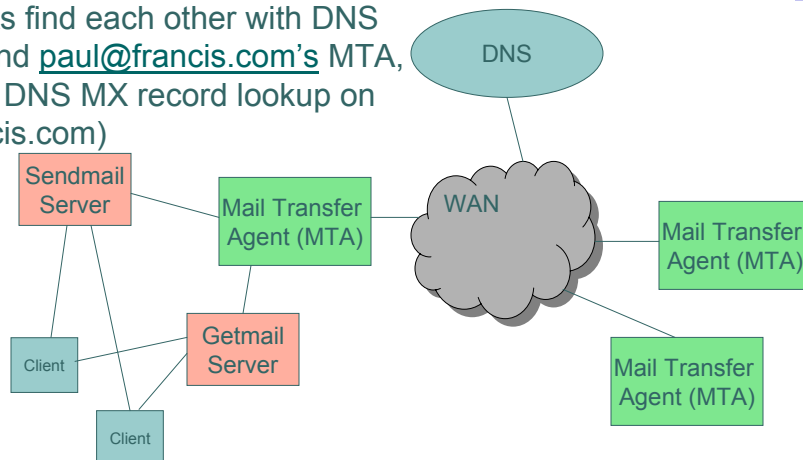 s find each other with DNS
nd paul@francis.com's MTA,
DNS MX record lookup on
cis.com)
DNS
Sendmail
Server
Mail Transfer
Agent (MTA)
WAN
Mail Transfer
Agent (MTA)
Getmail
Server
Client
Mail Transfer
Agent (MTA)
Client